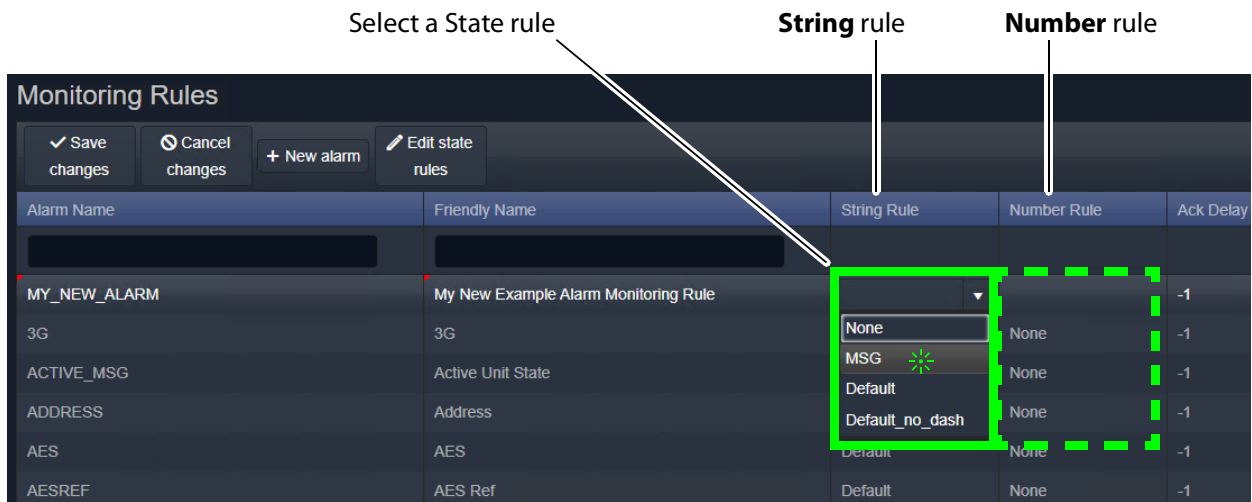 Select a State rule
String rule
Number rule
Monitoring Rules
Save changes
Cancel changes
+ New alarm
Edit state rules
Alarm Name
Friendly Name
String Rule
Number Rule
Ack Delay
MY_NEW_ALARM
My New Example Alarm Monitoring Rule
-1
3G
3G
None
None
-1
ACTIVE_MSG
Active Unit State
MSG
None
-1
ADDRESS
Address
Default
None
-1
Default_no_dash
AES
AES
Default
None
-1
AESREF
AES Ref
Default
None
-1